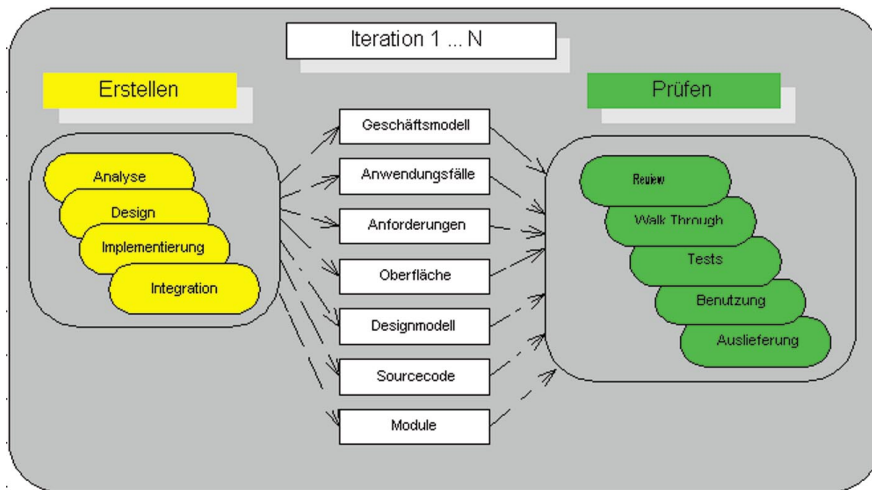 Iteration 1 ... N
Erstellen
Prüfen
Analyse
Design
Implementierung
Integration
Geschäftsmodell
Anwendungsfälle
Anforderungen
Oberfläche
Designmodell
Sourcecode
Module
Review
Walk Through
Tests
Benutzung
Auslieferung